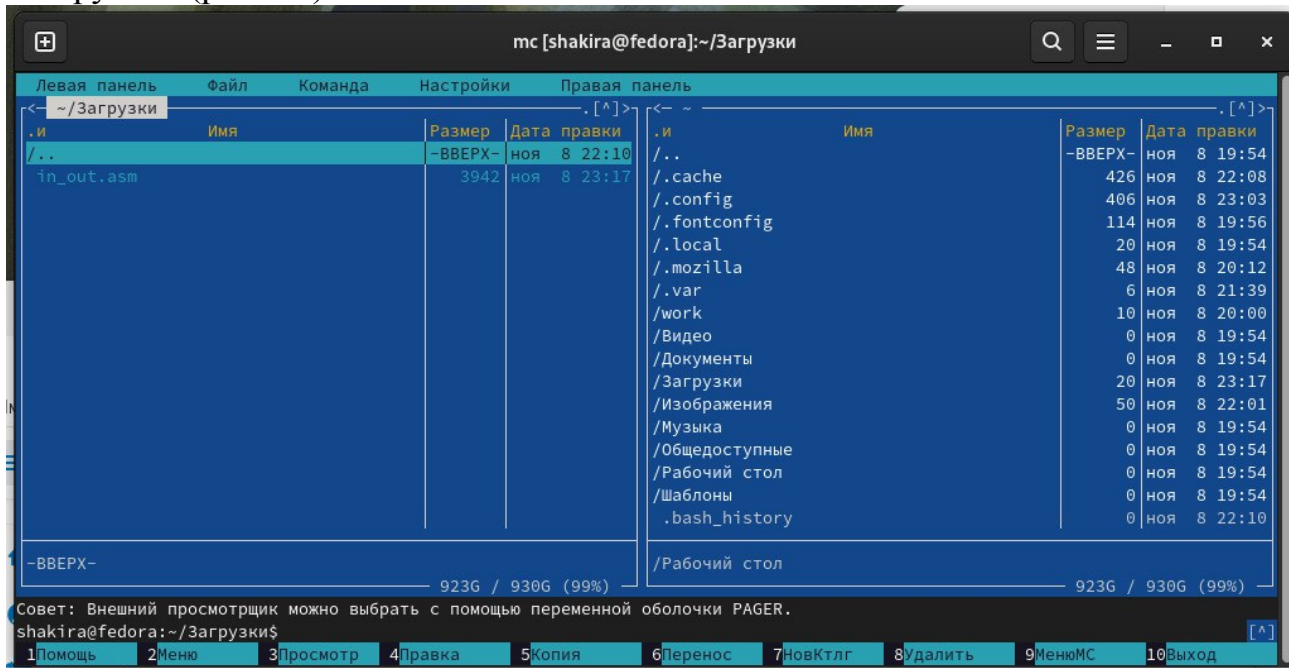 mc [shakira@fedora]:~/Загрузки
Левая панель Файл Команда Настройки Правая панель
<─ ~/Загрузки ─.[^]>
.и Имя Размер Дата правки
/.. -ВВЕРХ- ноя 8 22:10
in_out.asm 3942 ноя 8 23:17
-ВВЕРХ-
923G / 930G (99%)
<─ ~ ─.[^]>
.и Имя Размер Дата правки
/.. -ВВЕРХ- ноя 8 19:54
/.cache 426 ноя 8 22:08
/.config 406 ноя 8 23:03
/.fontconfig 114 ноя 8 19:56
/.local 20 ноя 8 19:54
/.mozilla 48 ноя 8 20:12
/.var 6 ноя 8 21:39
/work 10 ноя 8 20:00
/Видео 0 ноя 8 19:54
/Документы 0 ноя 8 19:54
/Загрузки 20 ноя 8 23:17
/Изображения 50 ноя 8 22:01
/Музыка 0 ноя 8 19:54
/Общедоступные 0 ноя 8 19:54
/Рабочий стол 0 ноя 8 19:54
/Шаблоны 0 ноя 8 19:54
.bash_history 0 ноя 8 22:10
/Рабочий стол
923G / 930G (99%)
Совет: Внешний просмотрщик можно выбрать с помощью переменной оболочки PAGER.
shakira@fedora:~/Загрузки$ [^]
1Помощь 2Меню 3Просмотр 4Правка 5Копия 6Перенос 7НовКтлг 8Удалить 9МенюMC 10Выход